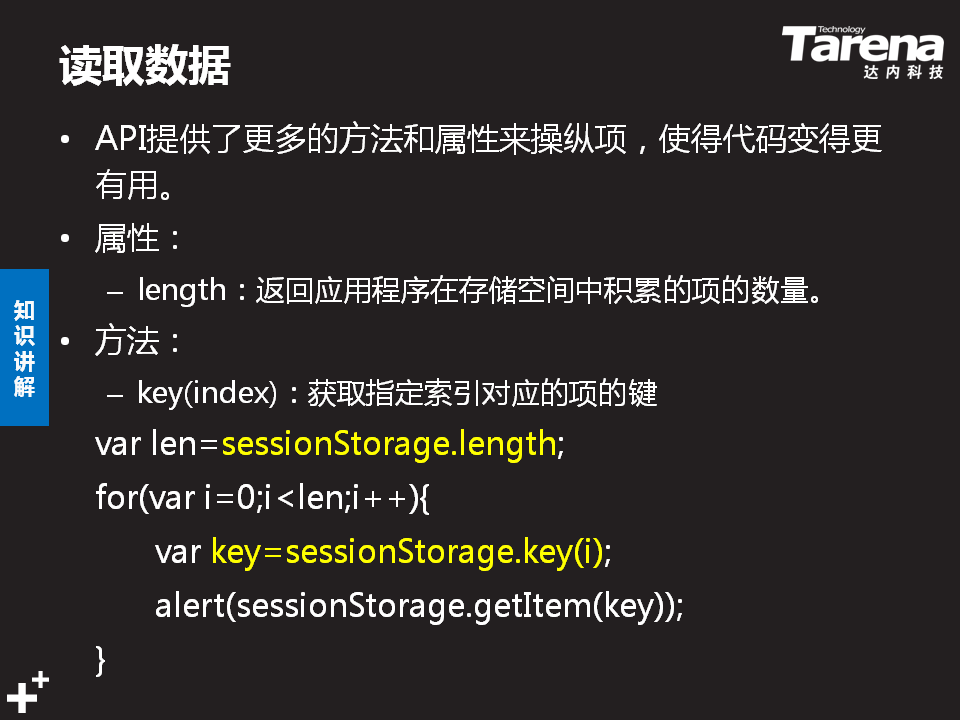 读取数据
Technology
Tarena
达内科技
• API提供了更多的方法和属性来操纵项，使得代码变得更
有用。
• 属性：
– length：返回应用程序在存储空间中积累的项的数量。
• 方法：
– key(index)：获取指定索引对应的项的键
var len=sessionStorage.length;
for(var i=0;i<len;i++){
var key=sessionStorage.key(i);
alert(sessionStorage.getItem(key));
}
知识讲解
++